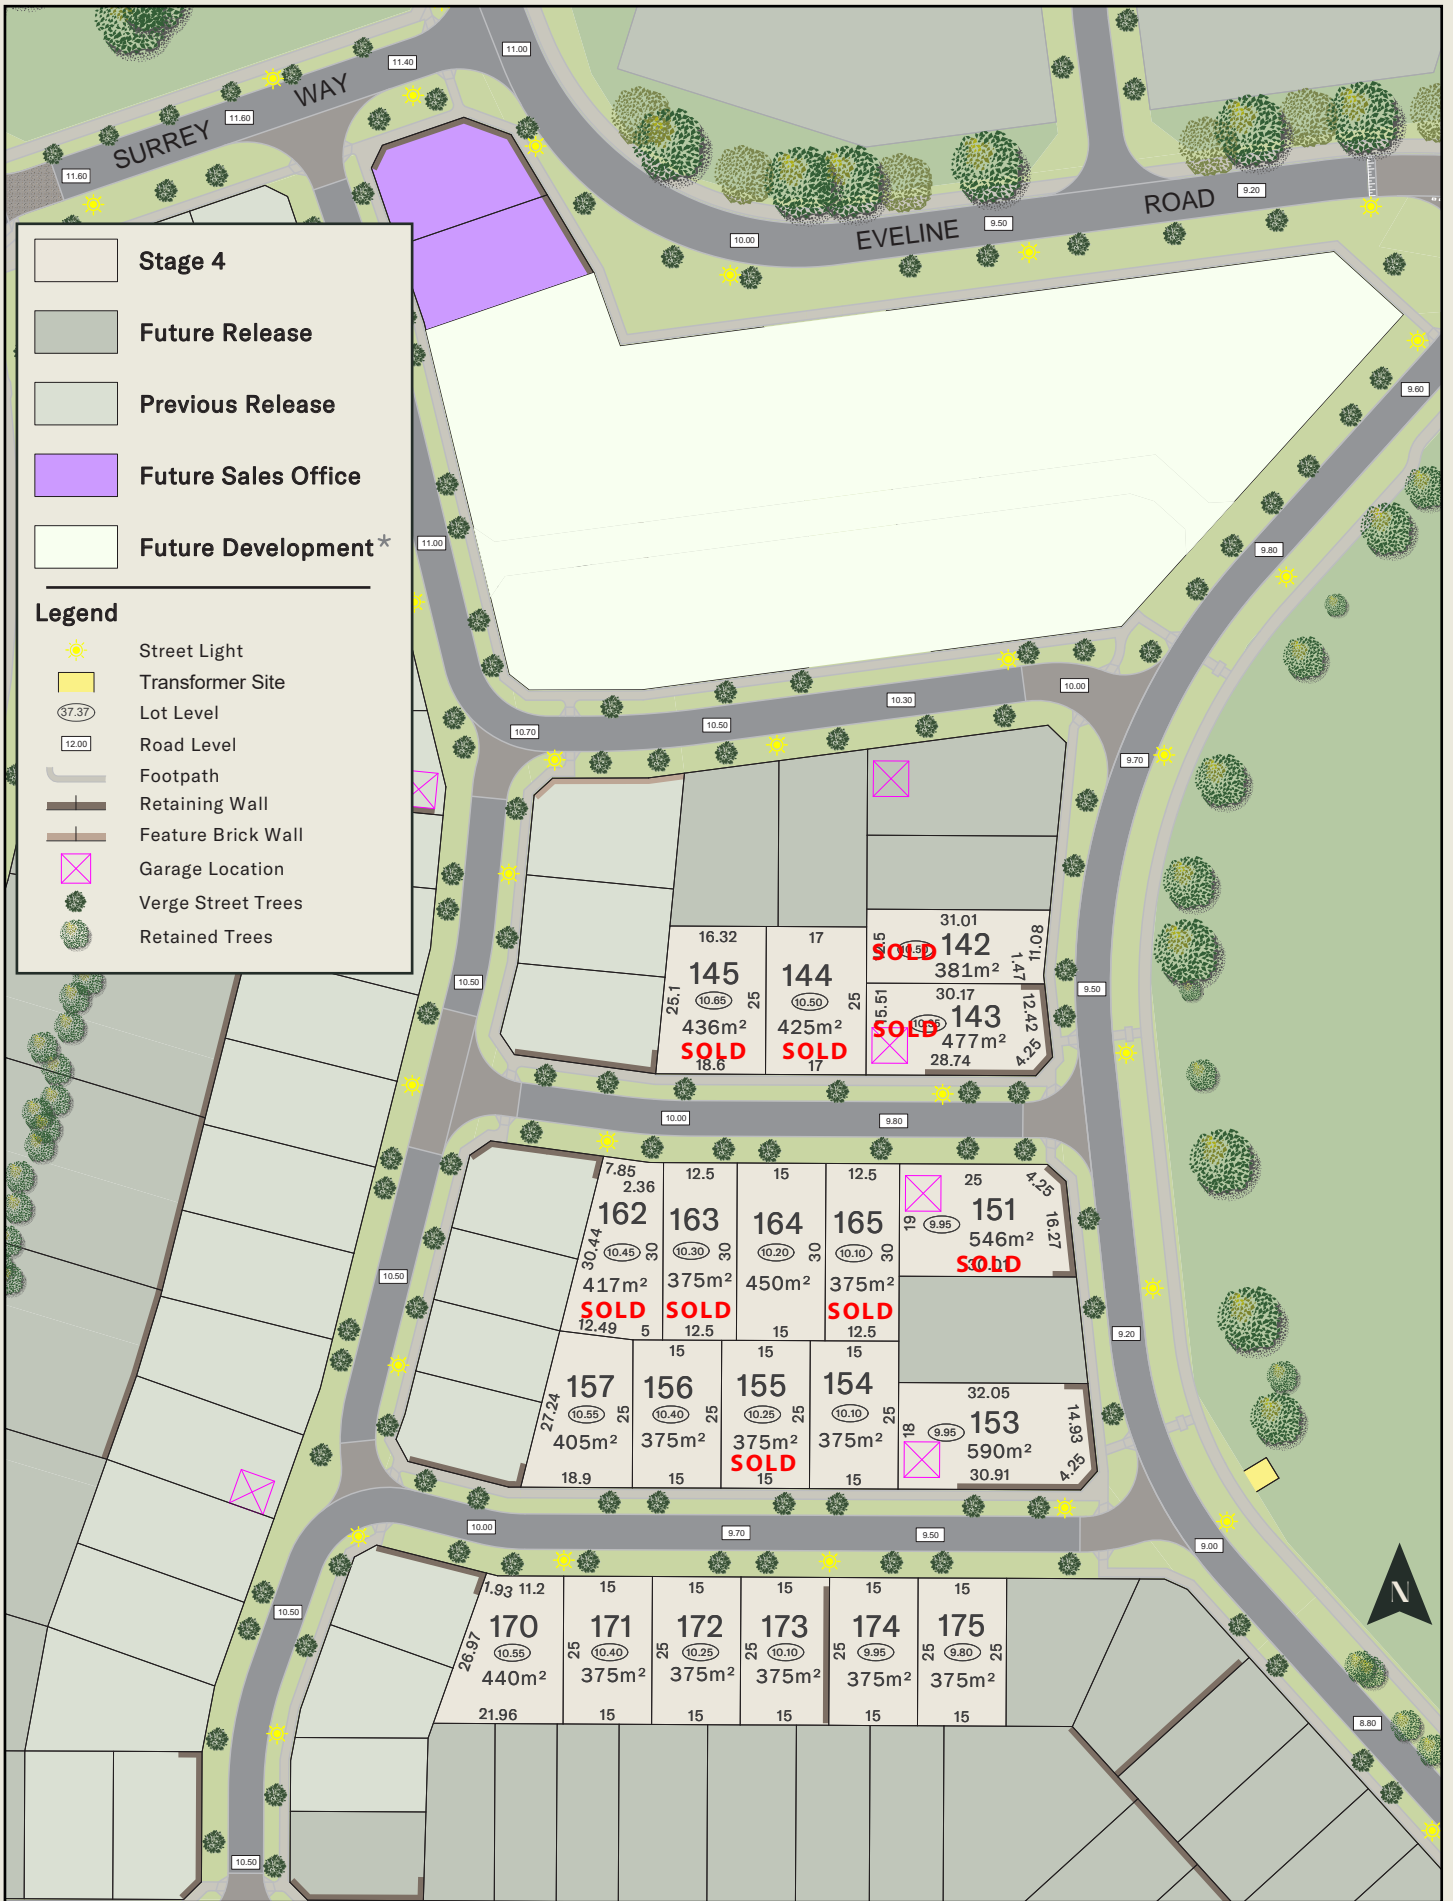 11.00
11.40
SURREY WAY
11.60
11.60
EVELINE ROAD
10.00
9.50
9.20
9.60
9.80
Stage 4
Future Release
Previous Release
Future Sales Office
Future Development*
Legend
Street Light
Transformer Site
37.37 Lot Level
12.00 Road Level
Footpath
Retaining Wall
Feature Brick Wall
Garage Location
Verge Street Trees
Retained Trees
11.00
10.70
10.50
10.30
10.00
9.70
10.50
9.50
16.32
145
10.65
25.1
25
436m²
SOLD
18.6
17
144
10.50
25
425m²
SOLD
17
31.01
142
11.08
1.47
381m²
SOLD
30.17
15.51
143
12.42
477m²
SOLD
4.25
28.74
10.00
9.80
7.85
2.36
162
30.44
10.45
30
417m²
SOLD
12.49
5
12.5
163
10.30
30
375m²
SOLD
12.5
15
164
10.20
30
450m²
15
12.5
165
10.10
30
375m²
SOLD
12.5
25
4.25
151
19
9.95
16.27
546m²
SOLD
10.50
9.20
157
27.24
10.55
25
405m²
18.9
15
156
10.40
25
375m²
15
15
155
10.25
25
375m²
SOLD
15
15
154
10.10
25
375m²
15
32.05
153
18
9.95
14.93
590m²
4.25
30.91
10.00
9.70
9.50
9.00
10.50
1.93 11.2
170
26.97
10.55
440m²
21.96
15
171
25
10.40
375m²
15
15
172
25
10.25
375m²
15
15
173
25
10.10
375m²
15
174
25
9.95
375m²
15
15
175
25
9.80
25
375m²
15
N
8.80
10.50